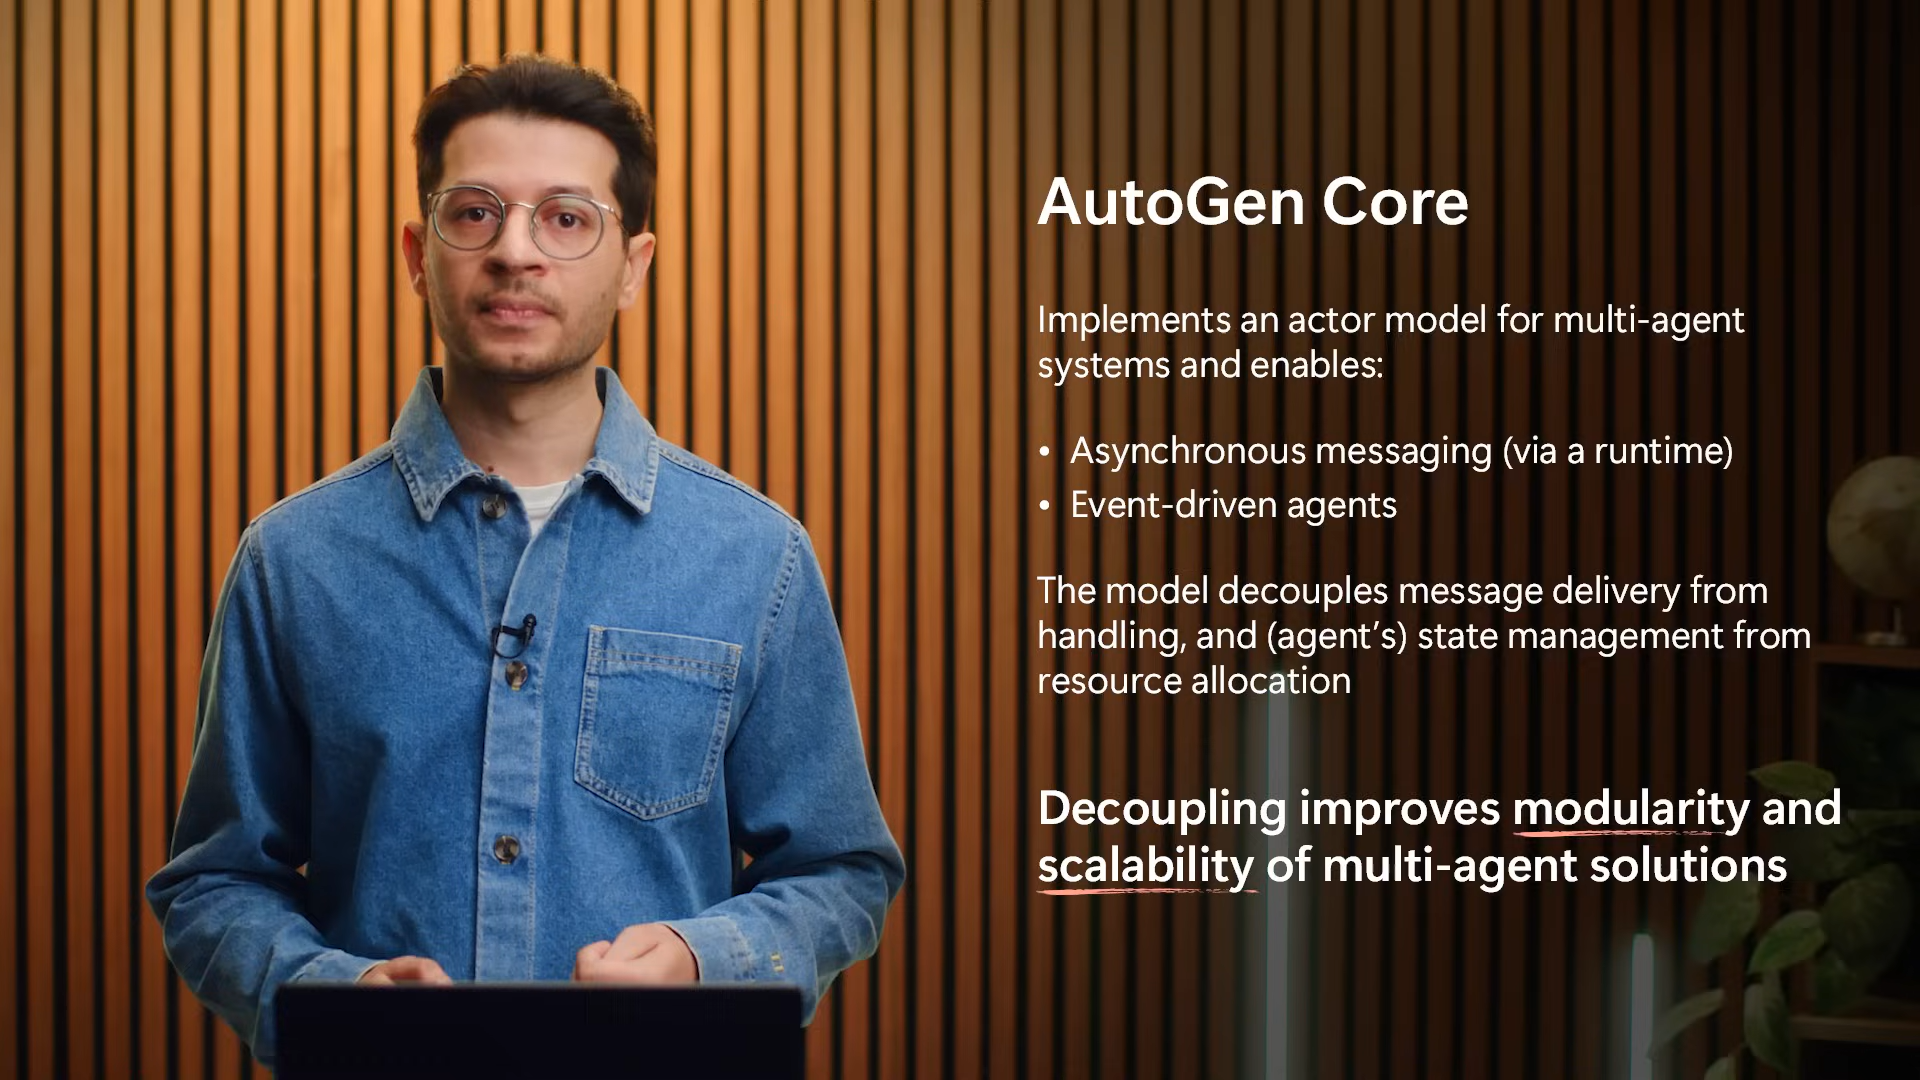 AutoGen Core
Implements an actor model for multi-agent
systems and enables:
• Asynchronous messaging (via a runtime)
• Event-driven agents
The model decouples message delivery from
handling, and (agent’s) state management from
resource allocation
Decoupling improves modularity and
scalability of multi-agent solutions